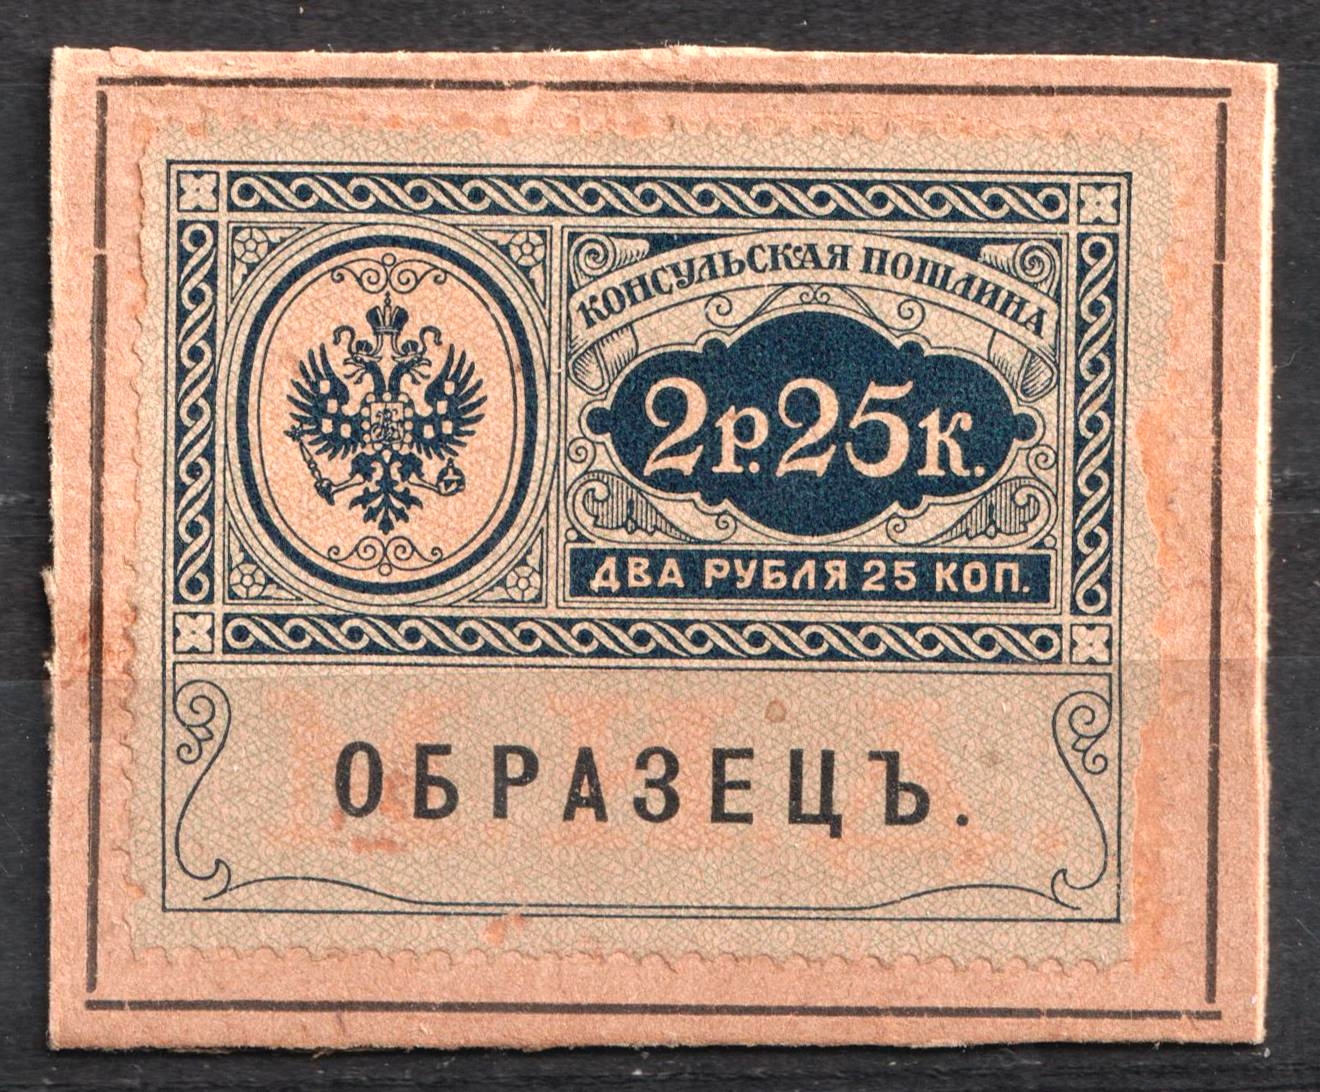 КОНСУЛЬСКАЯ ПОШЛИНА
2р.25к.
ДВА РУБЛЯ 25 КОП.
М.И.Д.
ОБРАЗЕЦЪ.